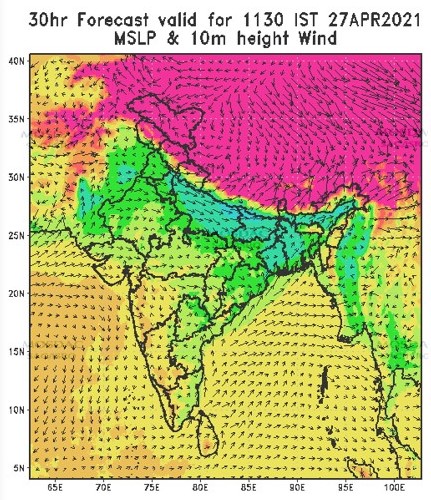 30hr Forecast valid for 1130 IST 27APR2021
MSLP & 10m height Wind
40N
35N
30N
25N
20N
15N
10N
5N
65E 70E 75E 80E 85E 90E 95E 100E